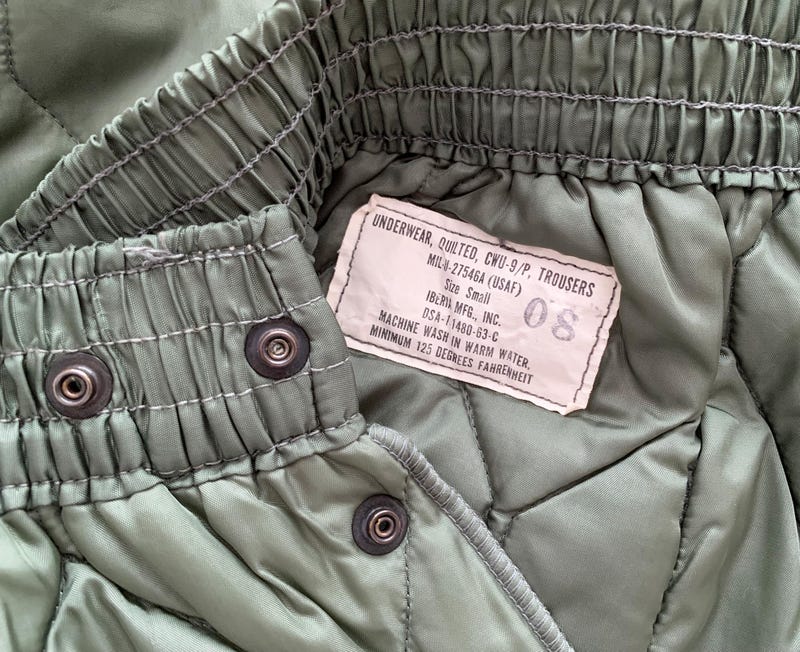 UNDERWEAR, QUILTED, CWU-9/P, TROUSERS
MIL-U-27546A (USAF)
Size Small
IBERIA MFG., INC.
DSA-1-1480-63-C
MACHINE WASH IN WARM WATER,
MINIMUM 125 DEGREES FAHRENHEIT
08